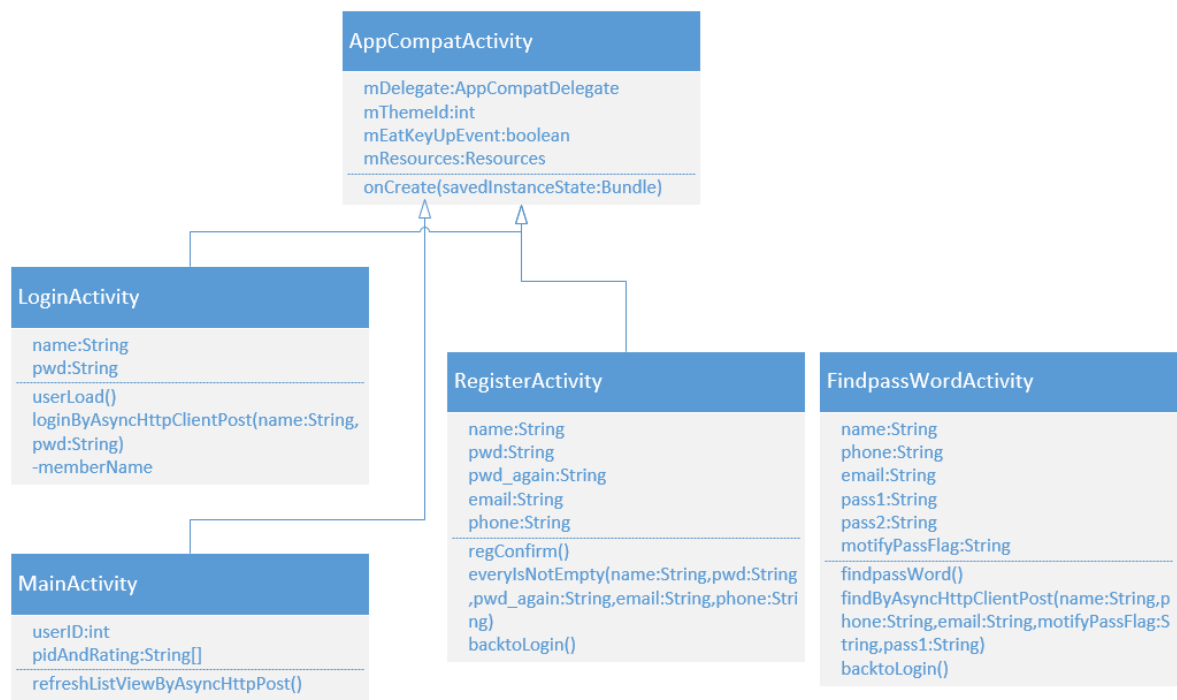 AppCompatActivity
mDelegate:AppCompatDelegate
mThemeId:int
mEatKeyUpEvent:boolean
mResources:Resources
onCreate(savedInstanceState:Bundle)
LoginActivity
name:String
pwd:String
userLoad()
loginByAsyncHttpClientPost(name:String,
pwd:String)
-memberName
RegisterActivity
name:String
pwd:String
pwd_again:String
email:String
phone:String
regConfirm()
everyIsNotEmpty(name:String,pwd:String
,pwd_again:String,email:String,phone:Stri
ng)
backtoLogin()
FindpassWordActivity
name:String
phone:String
email:String
pass1:String
pass2:String
motifyPassFlag:String
findpassWord()
findByAsyncHttpClientPost(name:String,p
hone:String,email:String,motifyPassFlag:S
tring,pass1:String)
backtoLogin()
MainActivity
userID:int
pidAndRating:String[]
refreshListViewByAsyncHttpPost()